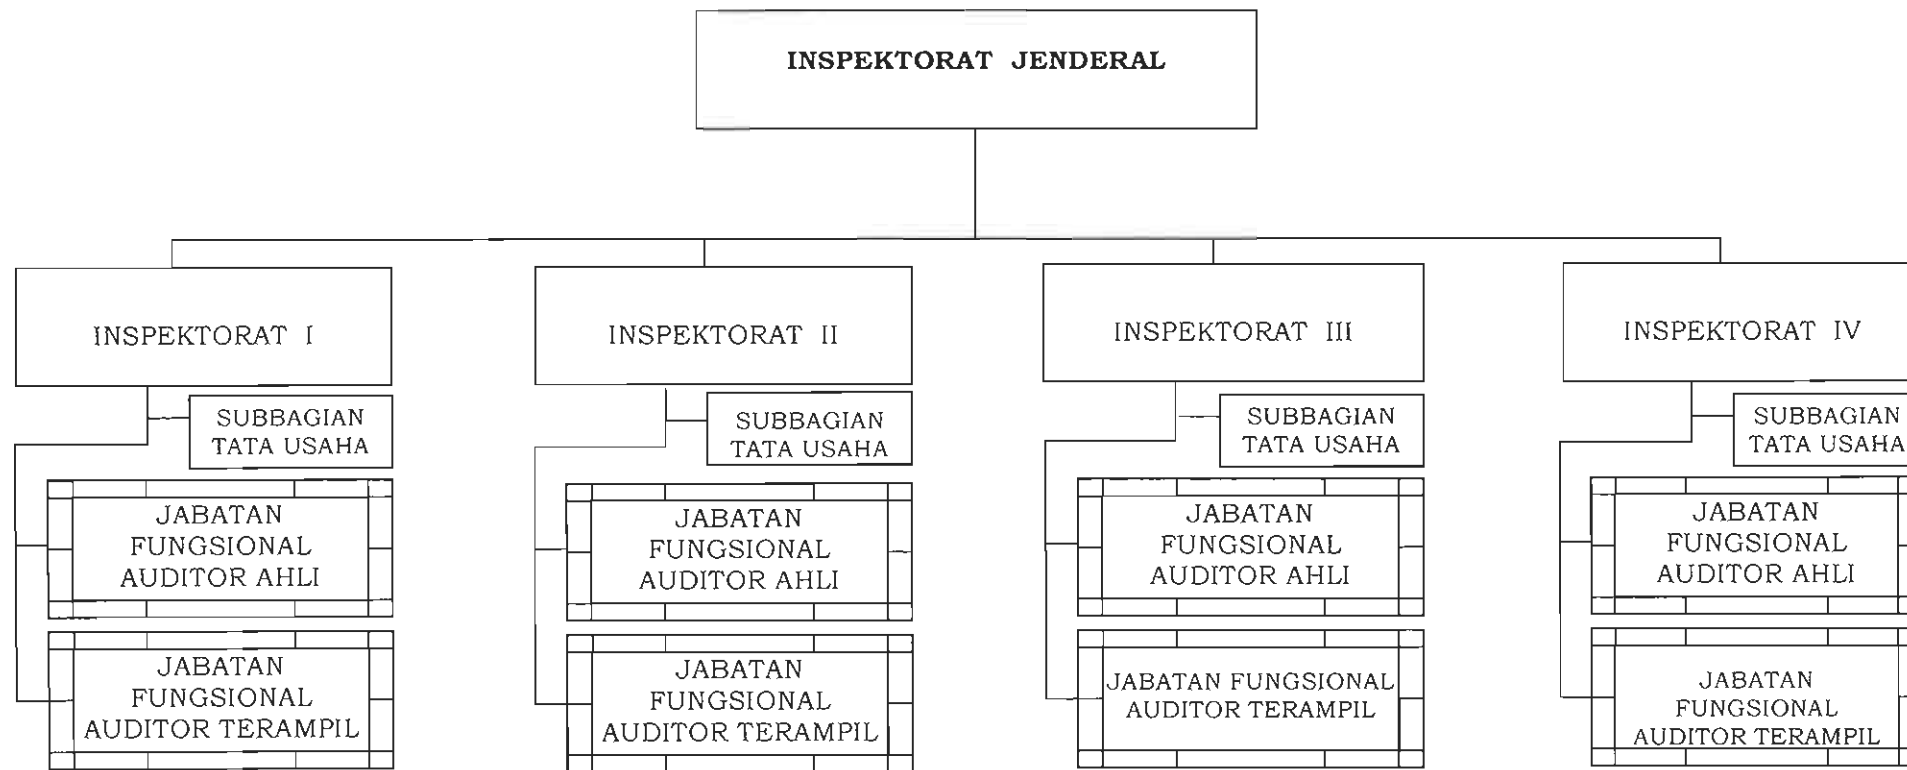 INSPEKTORAT JENDERAL
INSPEKTORAT I
SUBBAGIAN
TATA USAHA
JABATAN
FUNGSIONAL
AUDITOR AHLI
JABATAN
FUNGSIONAL
AUDITOR TERAMPIL
INSPEKTORAT II
SUBBAGIAN
TATA USAHA
JABATAN
FUNGSIONAL
AUDITOR AHLI
JABATAN
FUNGSIONAL
AUDITOR TERAMPIL
INSPEKTORAT III
SUBBAGIAN
TATA USAHA
JABATAN
FUNGSIONAL
AUDITOR AHLI
JABATAN FUNGSIONAL
AUDITOR TERAMPIL
INSPEKTORAT IV
SUBBAGIAN
TATA USAHA
JABATAN
FUNGSIONAL
AUDITOR AHLI
JABATAN
FUNGSIONAL
AUDITOR TERAMPIL